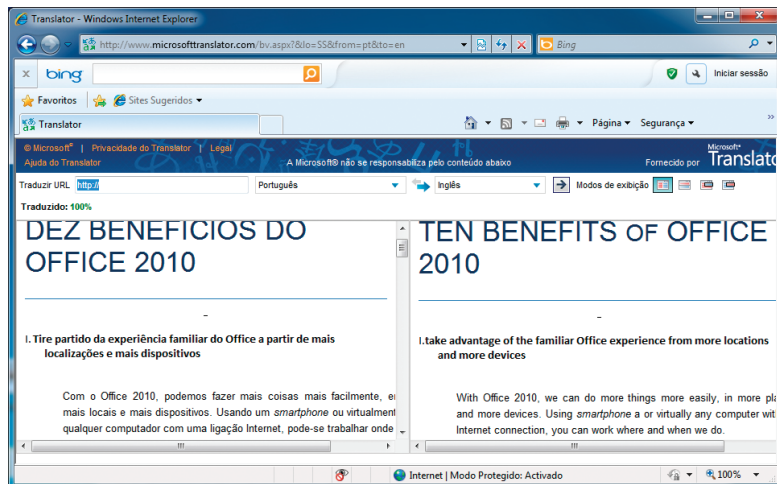 Translator - Windows Internet Explorer
http://www.microsofttranslator.com/bv.aspx?&lo=SS&from=pt&to=en
Bing
x bing
Iniciar sessão
Favoritos Sites Sugeridos
Translator
Página Segurança »
© Microsoft® | Privacidade do Translator | Legal
Ajuda do Translator
A Microsoft® não se responsabiliza pelo conteúdo abaixo
Fornecido por Microsoft® Translato
Traduzir URL http:// Português Inglês Modos de exibição
Traduzido: 100%
DEZ BENEFÍCIOS DO
OFFICE 2010
I. Tire partido da experiência familiar do Office a partir de mais
localizações e mais dispositivos
Com o Office 2010, podemos fazer mais coisas mais facilmente, e
mais locais e mais dispositivos. Usando um smartphone ou virtualment
qualquer computador com uma ligação Internet, pode-se trabalhar onde
TEN BENEFITS OF OFFICE
2010
I.take advantage of the familiar Office experience from more locations
and more devices
With Office 2010, we can do more things more easily, in more pla
and more devices. Using smartphone a or virtually any computer wit
Internet connection, you can work where and when we do.
Internet | Modo Protegido: Activado
100%